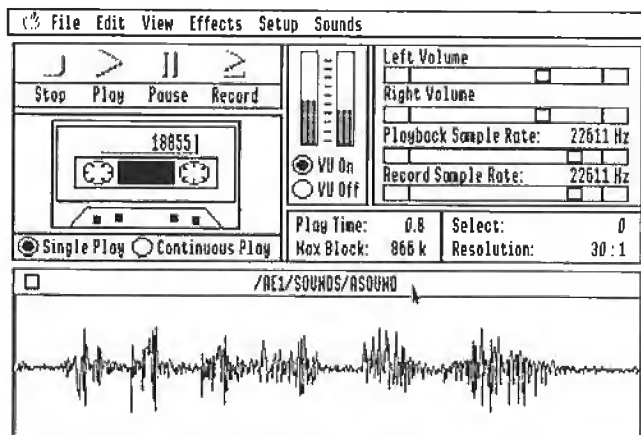 File Edit View Effects Setup Sounds
Stop Play Pause Record
18855
Single Play Continuous Play
VU On
VU Off
Left Volume
Right Volume
Playback Sample Rate: 22611 Hz
Record Sample Rate: 22611 Hz
Play Time: 0.8
Max Block: 866 k
Select: 0
Resolution: 30:1
/AE1/SOUNDS/ASOUND